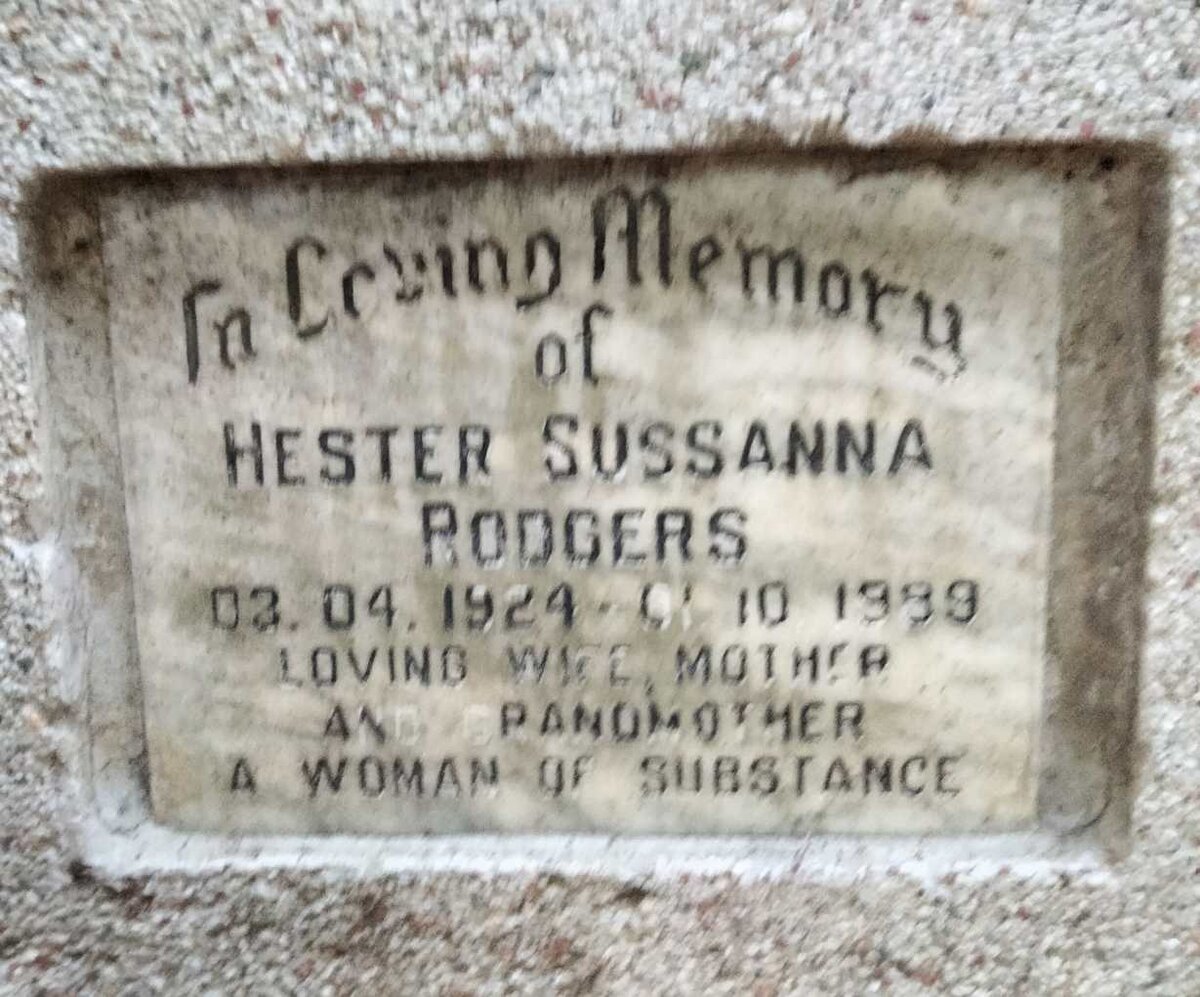 In Loving Memory
of
HESTER SUSSANNA
RODGERS
03.04.1924 - 01 10 1989
LOVING WIFE, MOTHER
AND GRANDMOTHER
A WOMAN OF SUBSTANCE